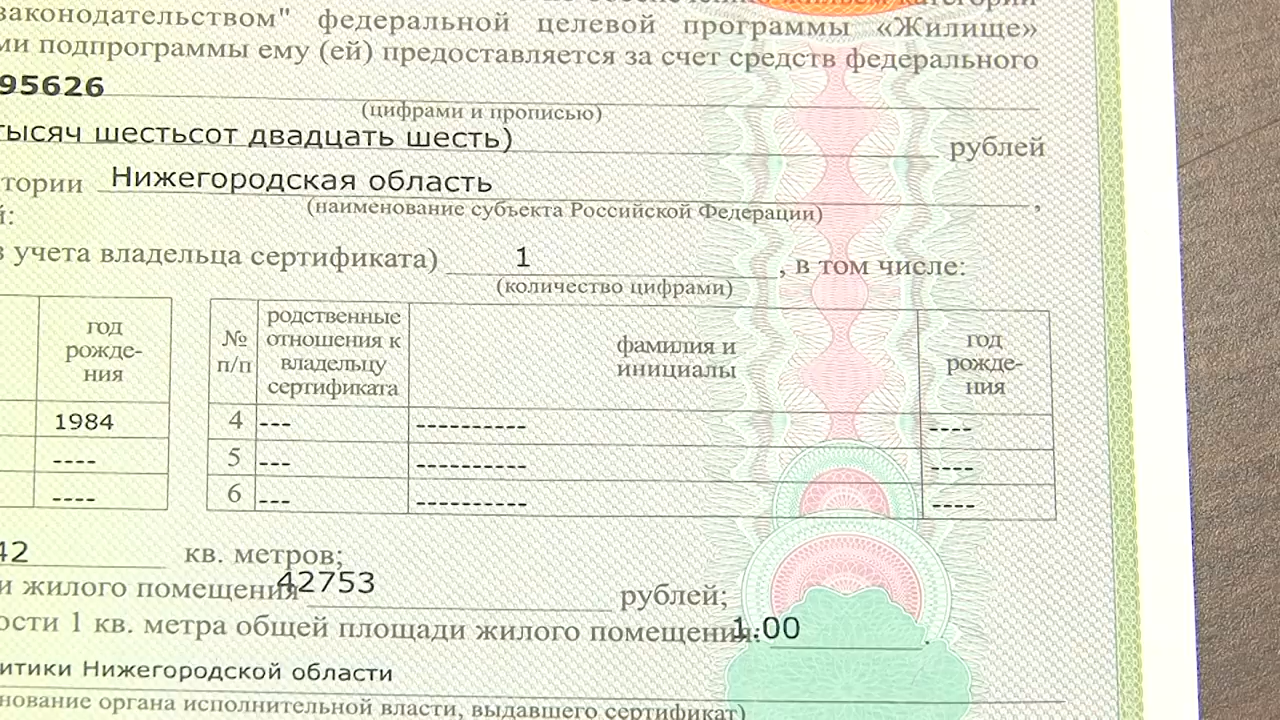 законодательством" федеральной целевой программы «Жилище»
ми подпрограммы ему (ей) предоставляется за счет средств федерального
95626
(цифрами и прописью)
тысяч шестьсот двадцать шесть) рублей
тории Нижегородская область ,
(наименование субъекта Российской Федерации)
й:
з учета владельца сертификата) 1 , в том числе:
(количество цифрами)
год рожде-ния № п/п родственные отношения к владельцу сертификата фамилия и инициалы год рожде-ния
1984 4 --- ---------- ----
---- 5 --- ---------- ----
---- 6 --- ---------- ----
42 кв. метров;
и жилого помещения 42753 рублей;
ости 1 кв. метра общей площади жилого помещения: 1.00 .
итики Нижегородской области
нование органа исполнительной власти, выдавшего сертификат)